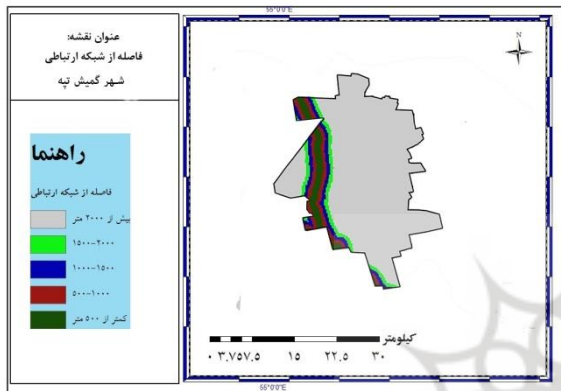 عنوان نقشه:
فاصله از شبکه ارتباطی
شهر گمیش تپه
راهنما
فاصله از شبکه ارتباطی
بیش از ۲۰۰۰ متر
۱۵۰۰-۲۰۰۰
۱۰۰۰-۱۵۰۰
۵۰۰-۱۰۰۰
کمتر از ۵۰۰ متر
55°0'0"E
N
کیلومتر
۰ ۳.۷۵۷.۵ ۱۵ ۲۲.۵ ۳۰
55°0'0"E